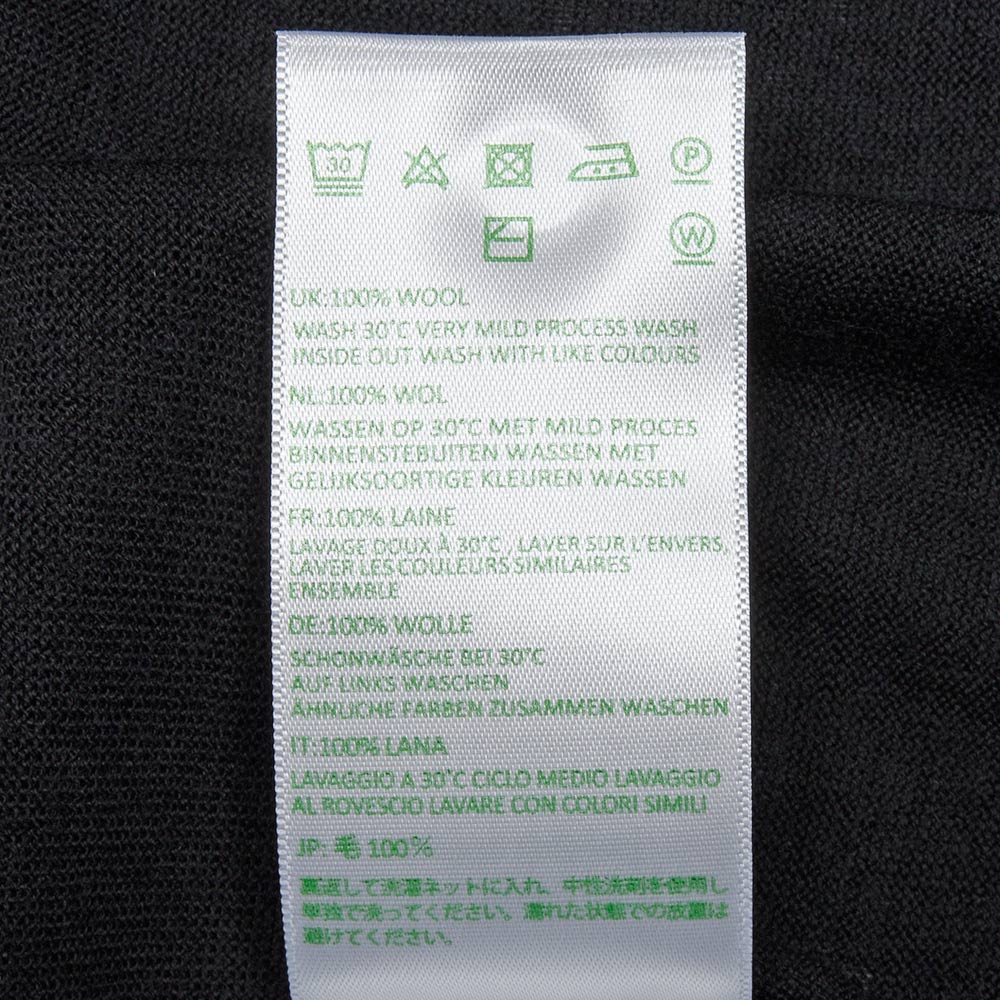 30 P
W
UK:100% WOOL
WASH 30°C VERY MILD PROCESS WASH
INSIDE OUT WASH WITH LIKE COLOURS
NL:100% WOL
WASSEN OP 30°C MET MILD PROCES
BINNENSTEBUITEN WASSEN MET
GELIJKSOORTIGE KLEUREN WASSEN
FR:100% LAINE
LAVAGE DOUX À 30°C , LAVER SUR L'ENVERS,
LAVER LES COULEURS SIMILAIRES
ENSEMBLE
DE:100% WOLLE
SCHONWÄSCHE BEI 30°C
AUF LINKS WASCHEN
ÄHNLICHE FARBEN ZUSAMMEN WASCHEN
IT:100% LANA
LAVAGGIO A 30°C CICLO MEDIO LAVAGGIO
AL ROVESCIO LAVARE CON COLORI SIMILI
JP: 毛 100%
裏返して洗濯ネットに入れ、中性洗剤を使用し
単独で洗ってください。濡れた状態での放置は
避けてください。